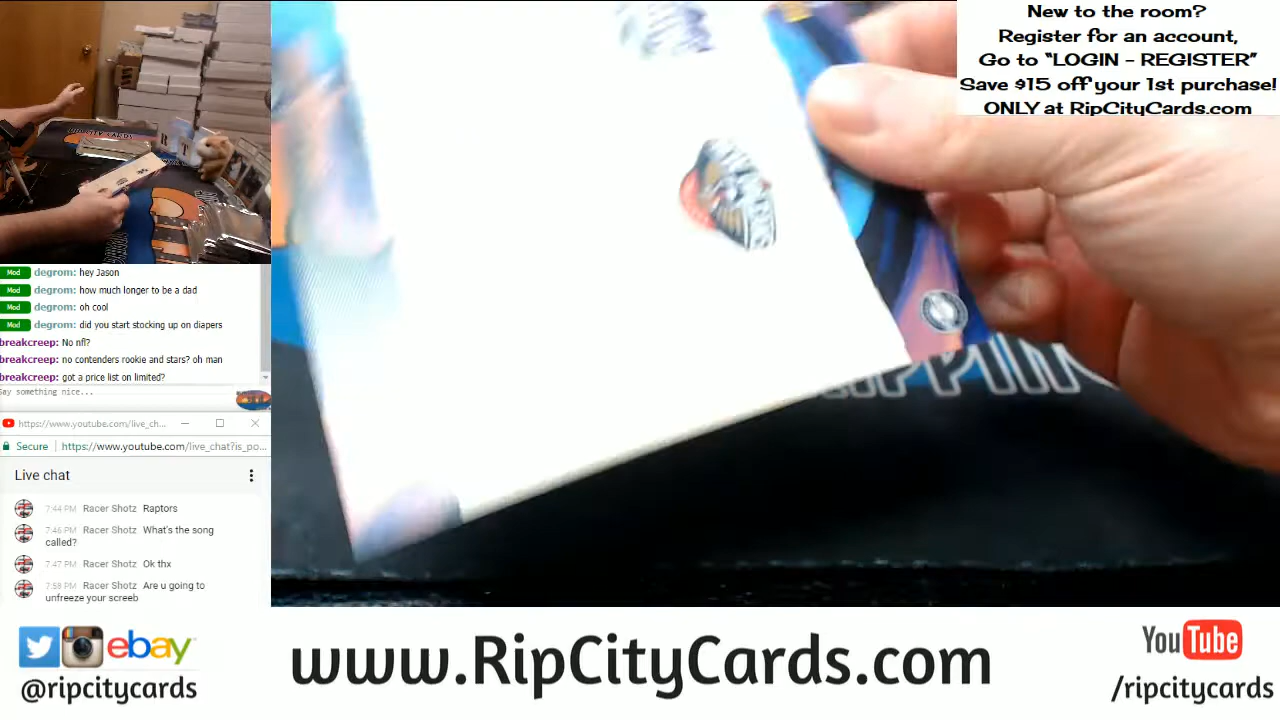 New to the room?
Register for an account,
Go to "LOGIN - REGISTER"
Save $15 off your 1st purchase!
ONLY at RipCityCards.com
Mod degrom: hey Jason
Mod degrom: how much longer to be a dad
Mod degrom: oh cool
Mod degrom: did you start stocking up on diapers
breakcreep: No nfl?
breakcreep: no contenders rookie and stars? oh man
breakcreep: got a price list on limited?
Say something nice...
https://www.youtube.com/live_ch...
Secure https://www.youtube.com/live_chat?is_po...
Live chat
7:44 PM Racer Shotz Raptors
7:46 PM Racer Shotz What's the song
called?
7:47 PM Racer Shotz Ok thx
7:58 PM Racer Shotz Are u going to
unfreeze your screeb
ebay
@ripcitycards
www.RipCityCards.com
YouTube
/ripcitycards